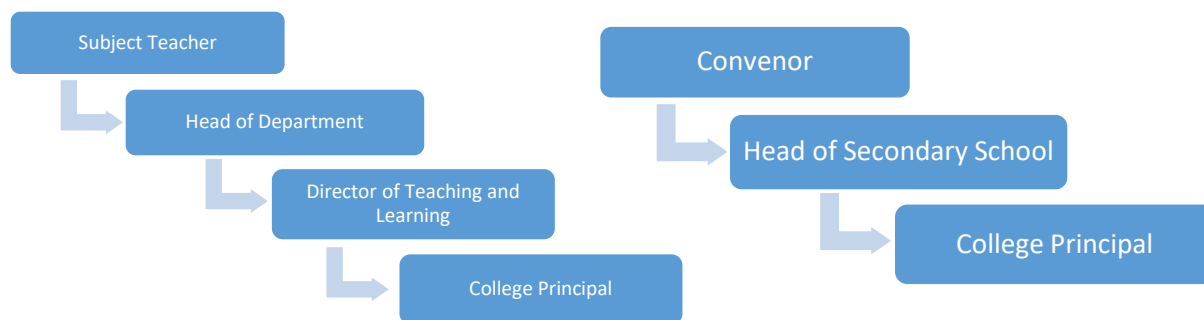 Subject Teacher
Head of Department
Director of Teaching and
Learning
College Principal
Convenor
Head of Secondary School
College Principal